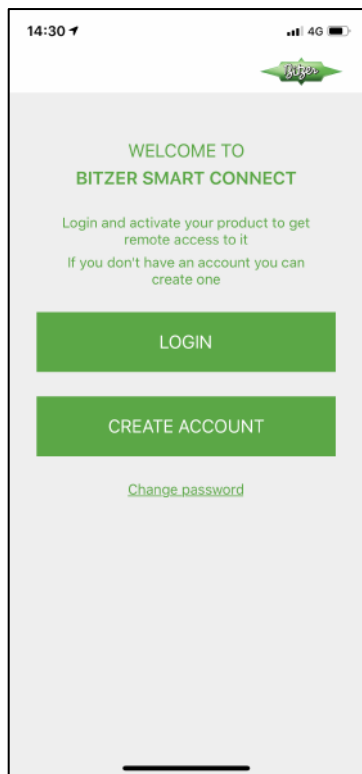 14:30
4G
Bitzer
WELCOME TO
BITZER SMART CONNECT
Login and activate your product to get
remote access to it
If you don't have an account you can
create one
LOGIN
CREATE ACCOUNT
Change password